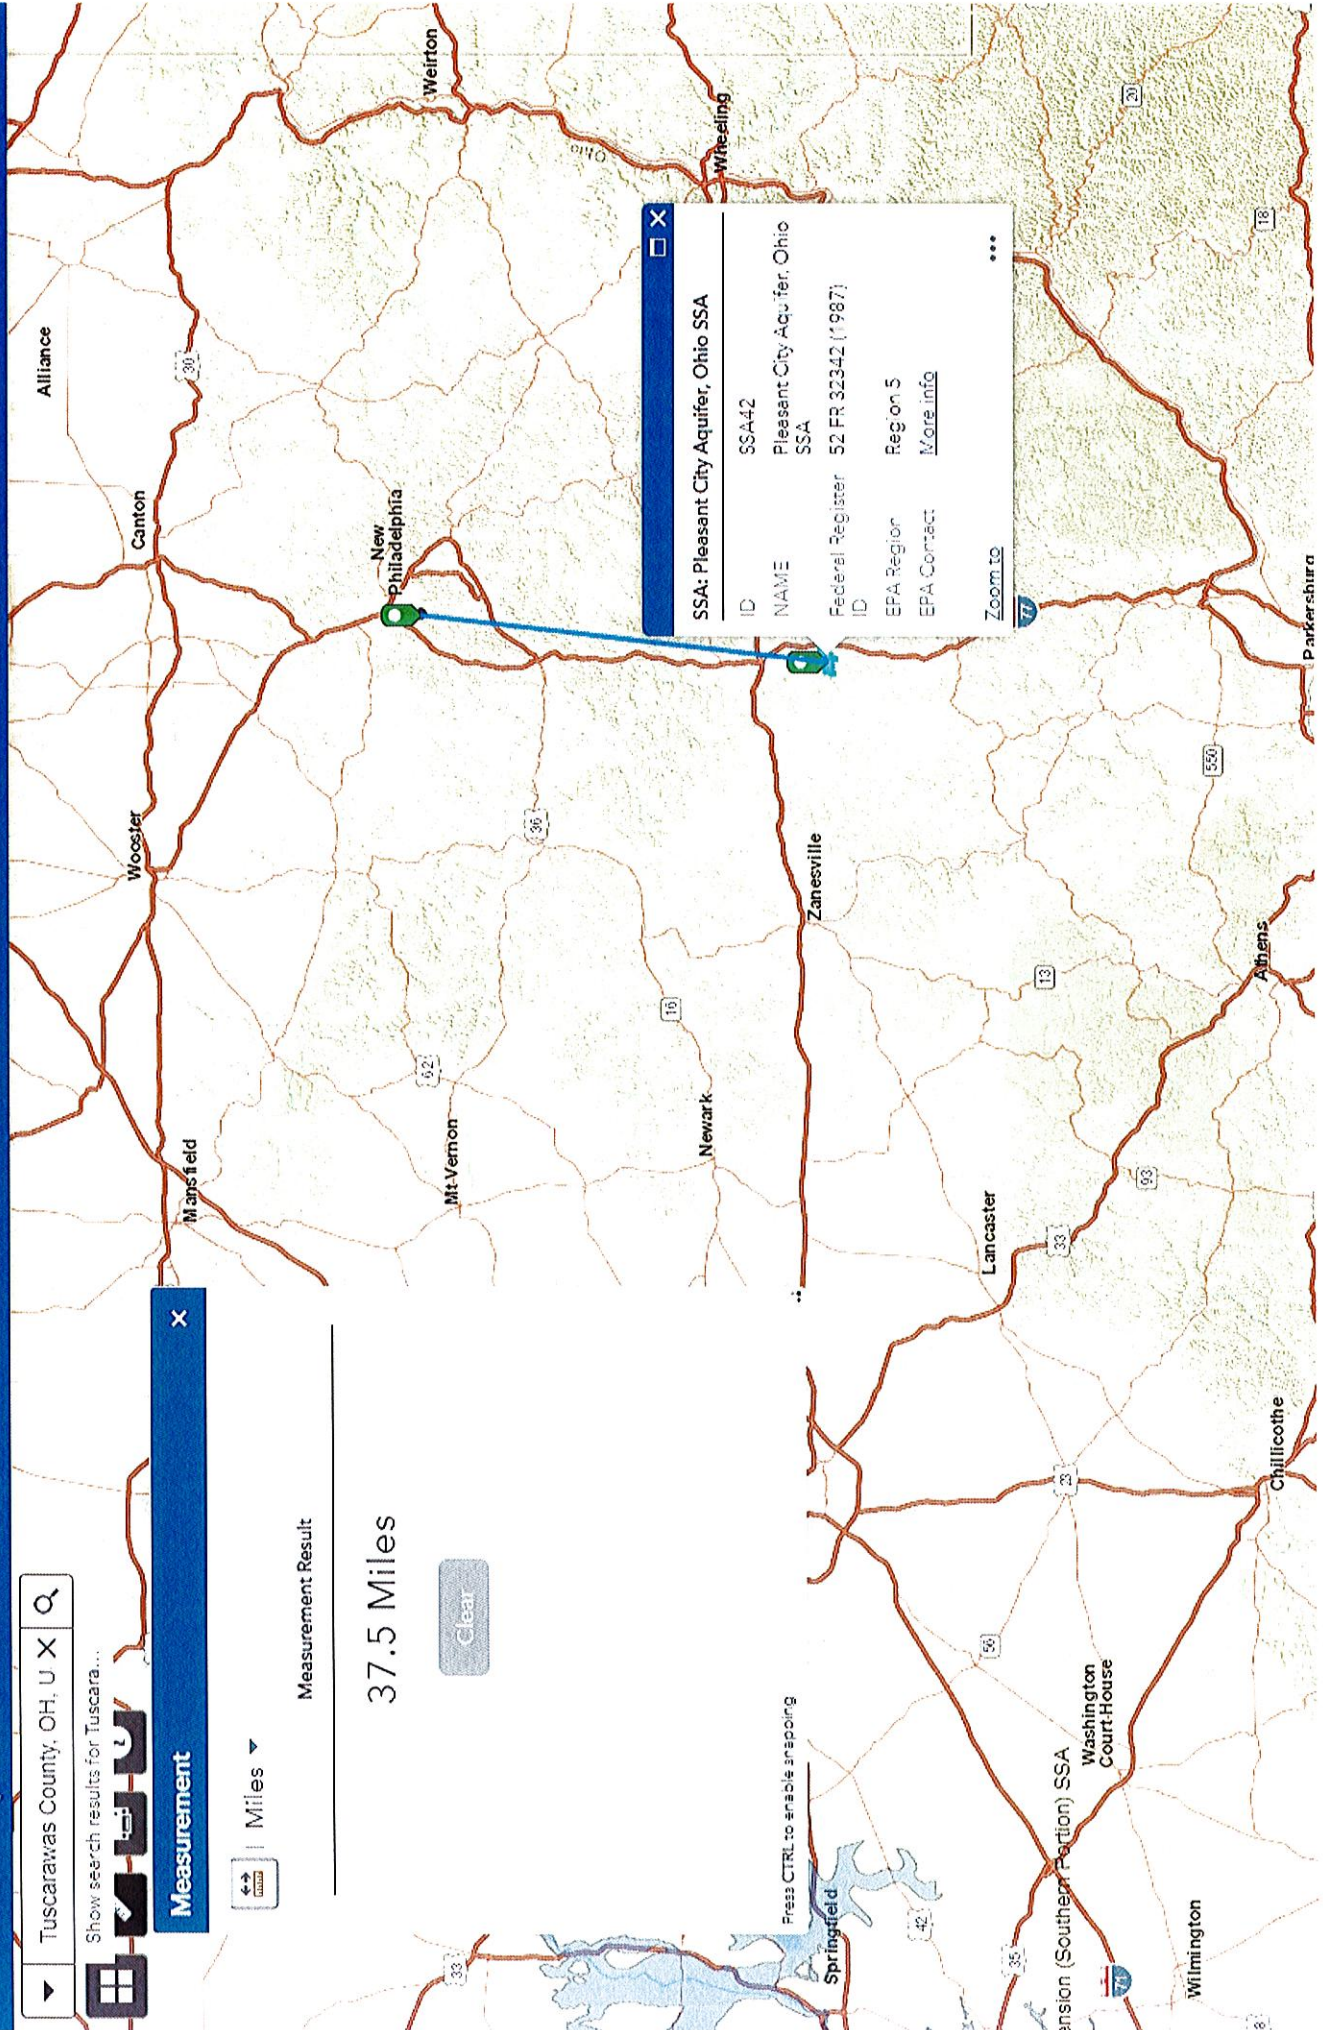 Tuscarawas County, OH, U
Show search results for Tuscara...
Measurement
Miles
Measurement Result
37.5 Miles
Clear
Press CTRL to enable snapping
SSA: Pleasant City Aquifer, Ohio SSA
ID SSA42
NAME Pleasant City Aquifer, Ohio
SSA
Federal Register 52 FR 32342 (1987)
ID
EPA Region Region 5
EPA Contact More info
Zoom to
...
Alliance
30
Canton
Wooster
Mansfield
New
Philadelphia
Weirton
Ohio
Wheeling
36
62
Mt-Vernon
16
Newark
Zanesville
77
20
18
550
13
Parkersburg
Athens
93
33
Lancaster
23
Chillicothe
56
Washington
Court-House
ension (Southern Portion) SSA
33
Springfield
42
35
71
Wilmington